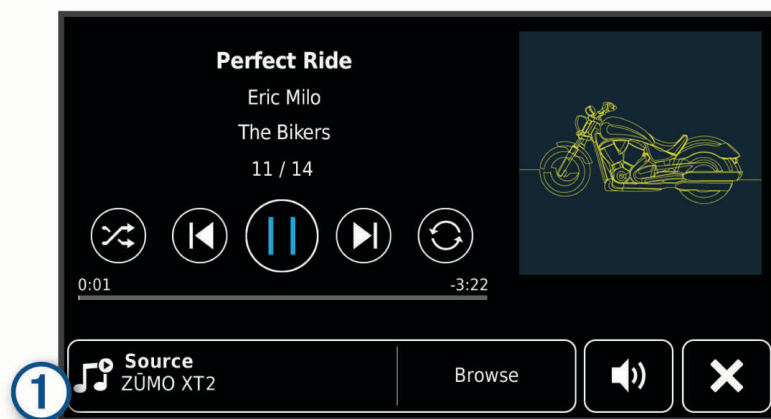 Perfect Ride
Eric Milo
The Bikers
11 / 14
0:01 -3:22
Source
ZŪMO XT2
Browse
1